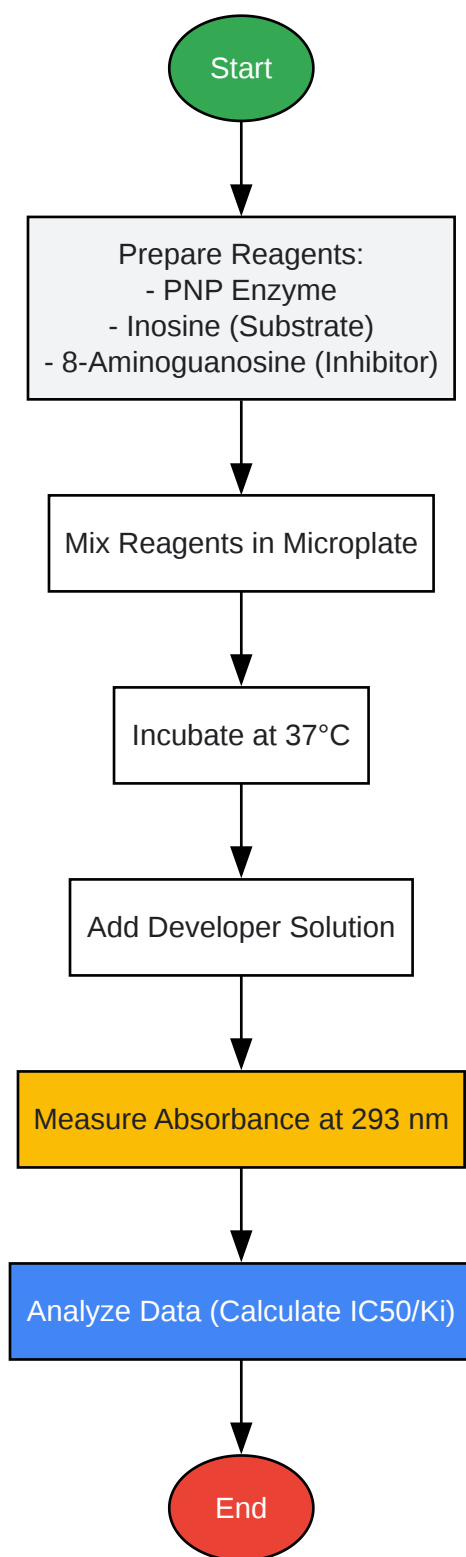 Start
Prepare Reagents:
- PNP Enzyme
- Inosine (Substrate)
- 8-Aminoguanosine (Inhibitor)
Mix Reagents in Microplate
Incubate at 37°C
Add Developer Solution
Measure Absorbance at 293 nm
Analyze Data (Calculate IC50/Ki)
End